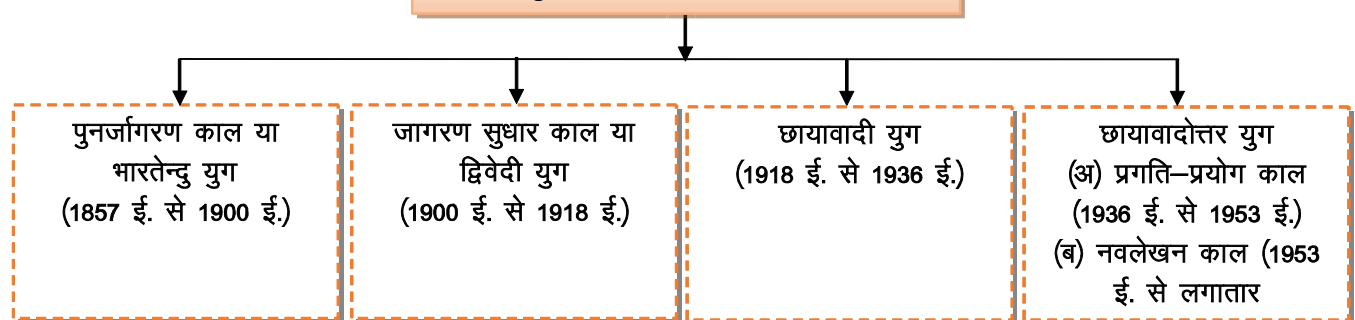 पुनर्जागरण काल या
भारतेन्दु युग
(1857 ई. से 1900 ई.)
जागरण सुधार काल या
द्विवेदी युग
(1900 ई. से 1918 ई.)
छायावादी युग
(1918 ई. से 1936 ई.)
छायावादोत्तर युग
(अ) प्रगति–प्रयोग काल
(1936 ई. से 1953 ई.)
(ब) नवलेखन काल (1953
ई. से लगातार